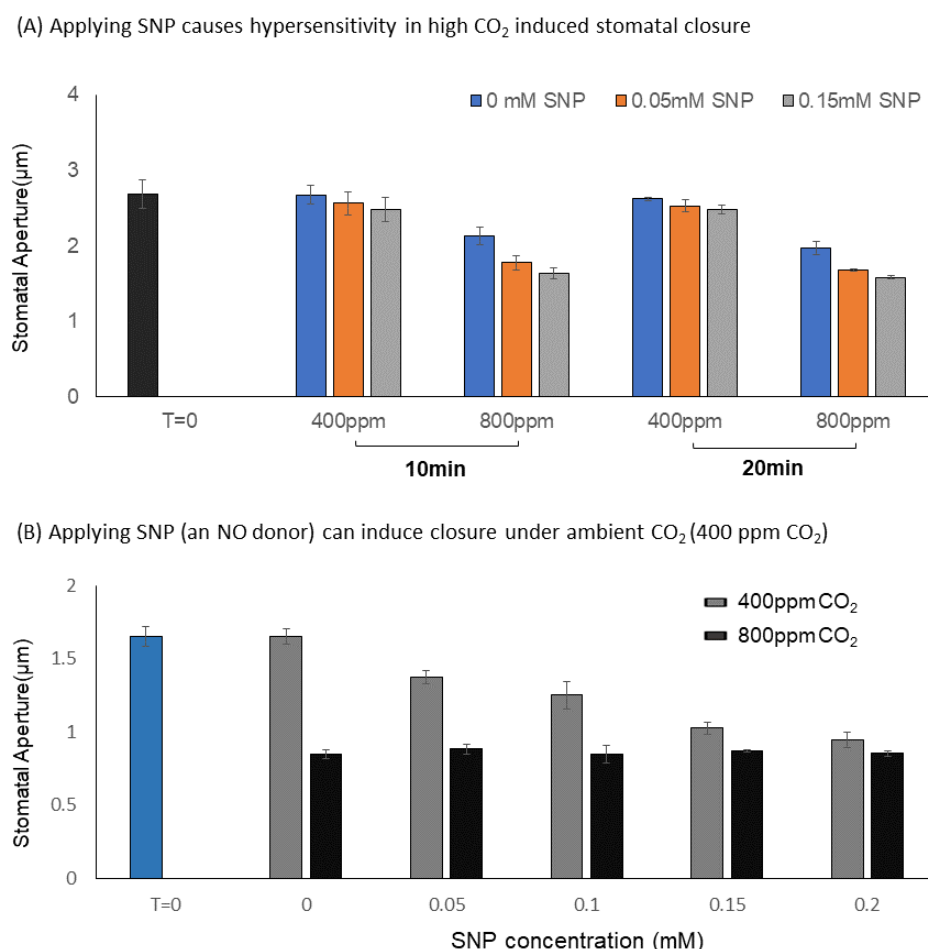 (A) Applying SNP causes hypersensitivity in high CO₂ induced stomatal closure
4
0 mM SNP 0.05mM SNP 0.15mM SNP
3
2
1
0
Stomatal Aperture(µm)
T=0 400ppm 800ppm 400ppm 800ppm
10min 20min
(B) Applying SNP (an NO donor) can induce closure under ambient CO₂ (400 ppm CO₂)
2
400ppm CO₂
800ppm CO₂
1.5
1
0.5
0
Stomatal Aperture(µm)
T=0 0 0.05 0.1 0.15 0.2
SNP concentration (mM)